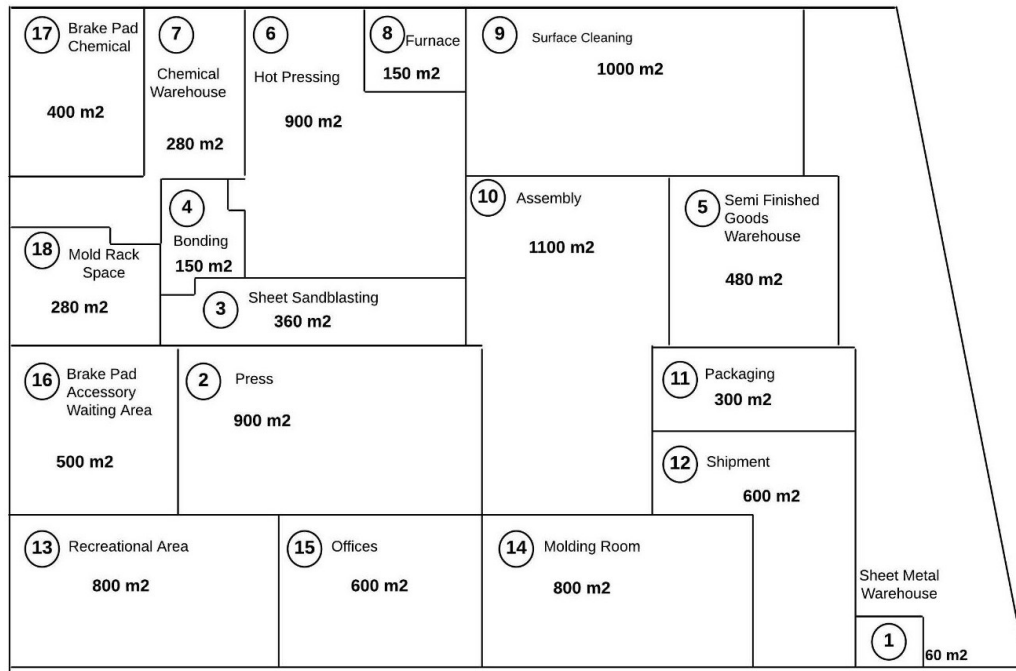 17
Brake Pad
Chemical
400 m2
7
Chemical
Warehouse
280 m2
6
Hot Pressing
900 m2
8
Furnace
150 m2
9
Surface Cleaning
1000 m2
4
Bonding
150 m2
10
Assembly
1100 m2
5
Semi Finished
Goods
Warehouse
480 m2
18
Mold Rack
Space
280 m2
3
Sheet Sandblasting
360 m2
16
Brake Pad
Accessory
Waiting Area
500 m2
2
Press
900 m2
11
Packaging
300 m2
12
Shipment
600 m2
13
Recreational Area
800 m2
15
Offices
600 m2
14
Molding Room
800 m2
Sheet Metal
Warehouse
1
60 m2